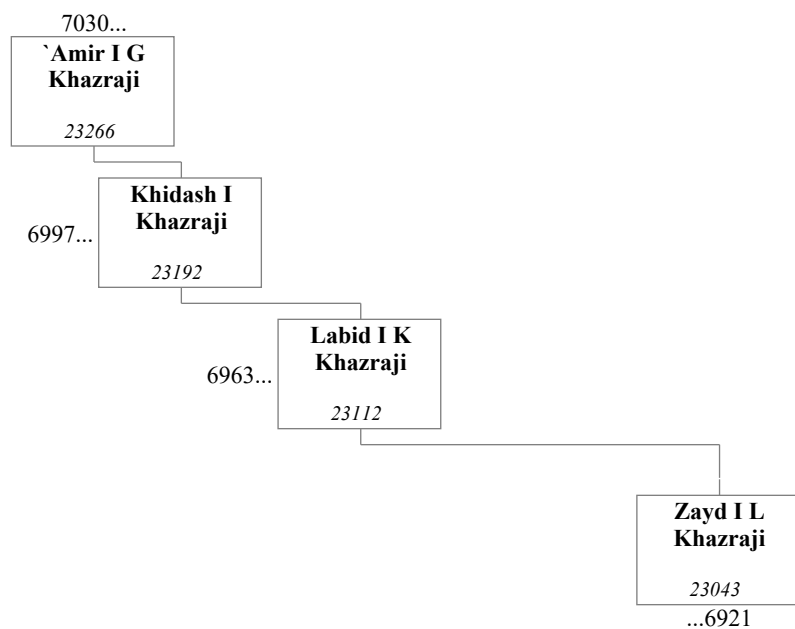 7030...
`Amir I G
Khazraji
23266
Khidash I
Khazraji
6997...
23192
Labid I K
Khazraji
6963...
23112
Zayd I L
Khazraji
23043
...6921